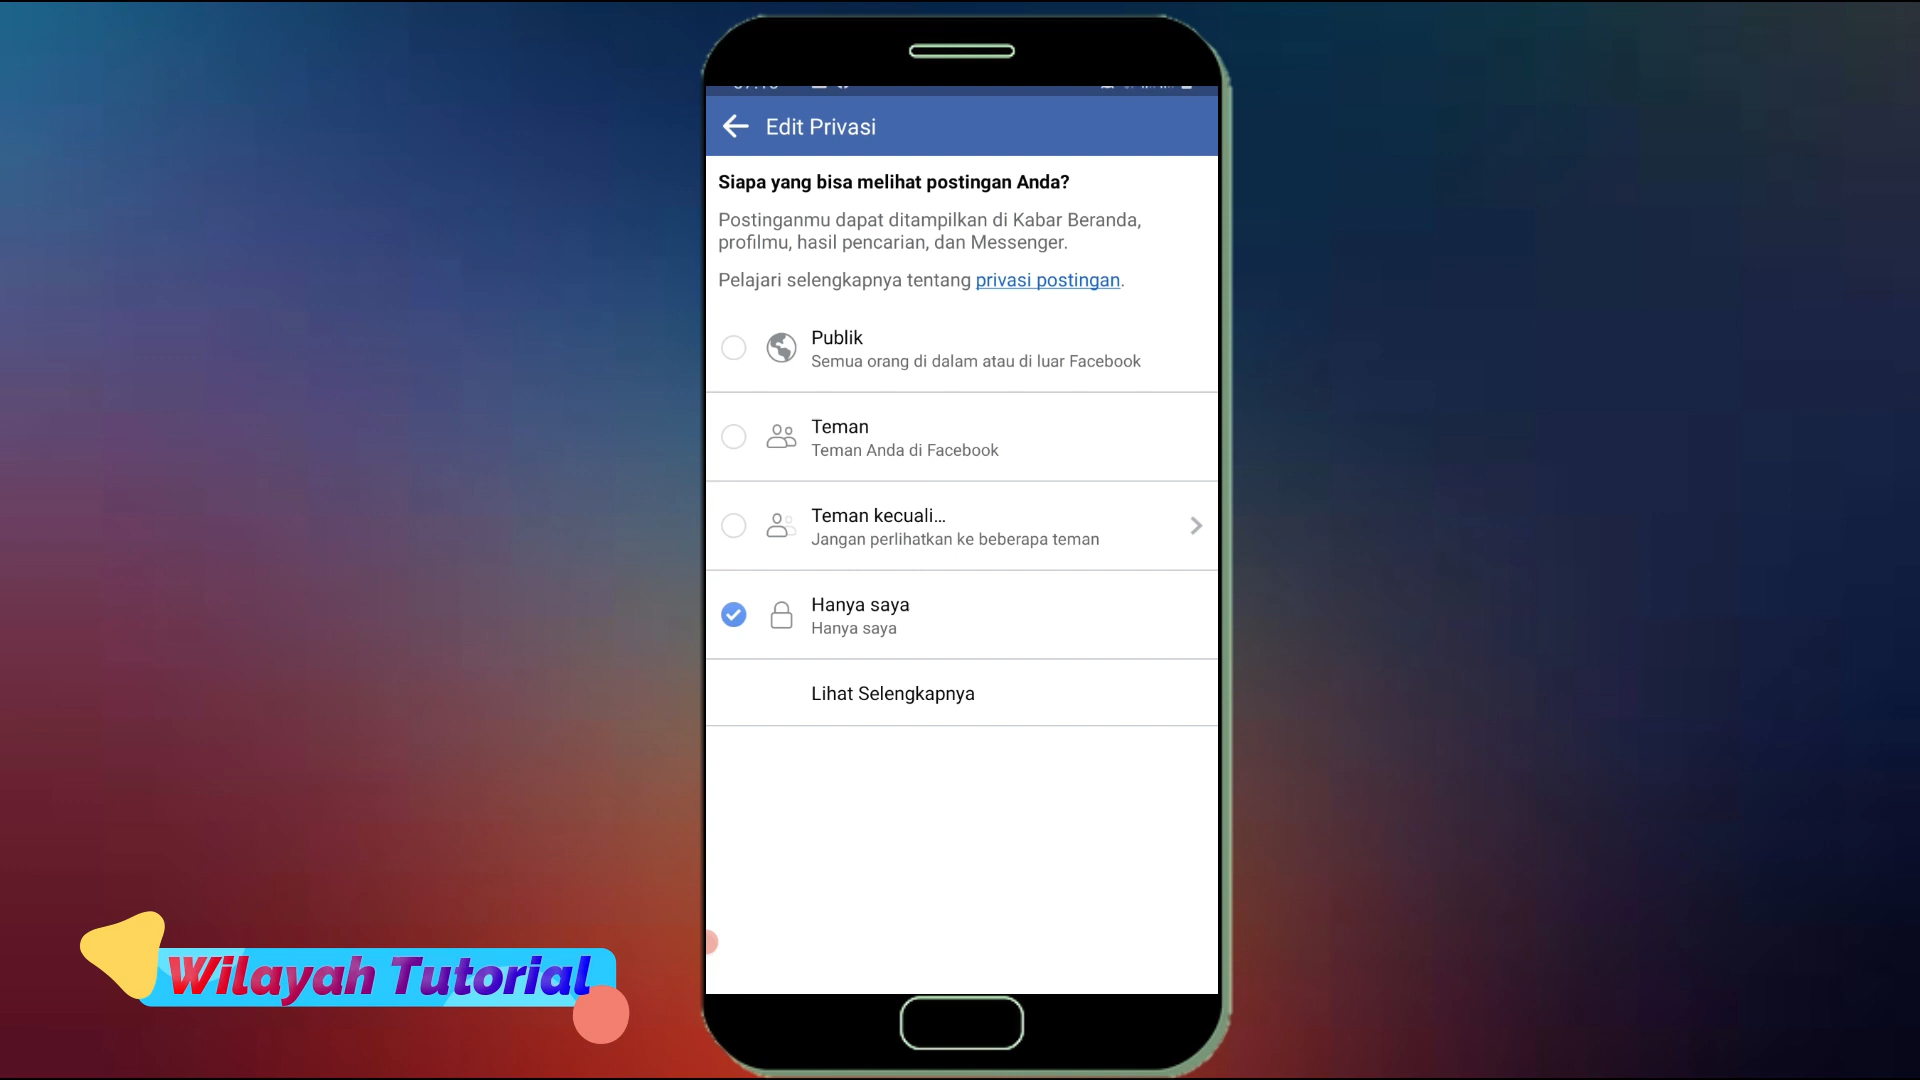 Edit Privasi
Siapa yang bisa melihat postingan Anda?
Postinganmu dapat ditampilkan di Kabar Beranda,
profilmu, hasil pencarian, dan Messenger.
Pelajari selengkapnya tentang privasi postingan.
Publik
Semua orang di dalam atau di luar Facebook
Teman
Teman Anda di Facebook
Teman kecuali...
Jangan perlihatkan ke beberapa teman
Hanya saya
Hanya saya
Lihat Selengkapnya
Wilayah Tutorial